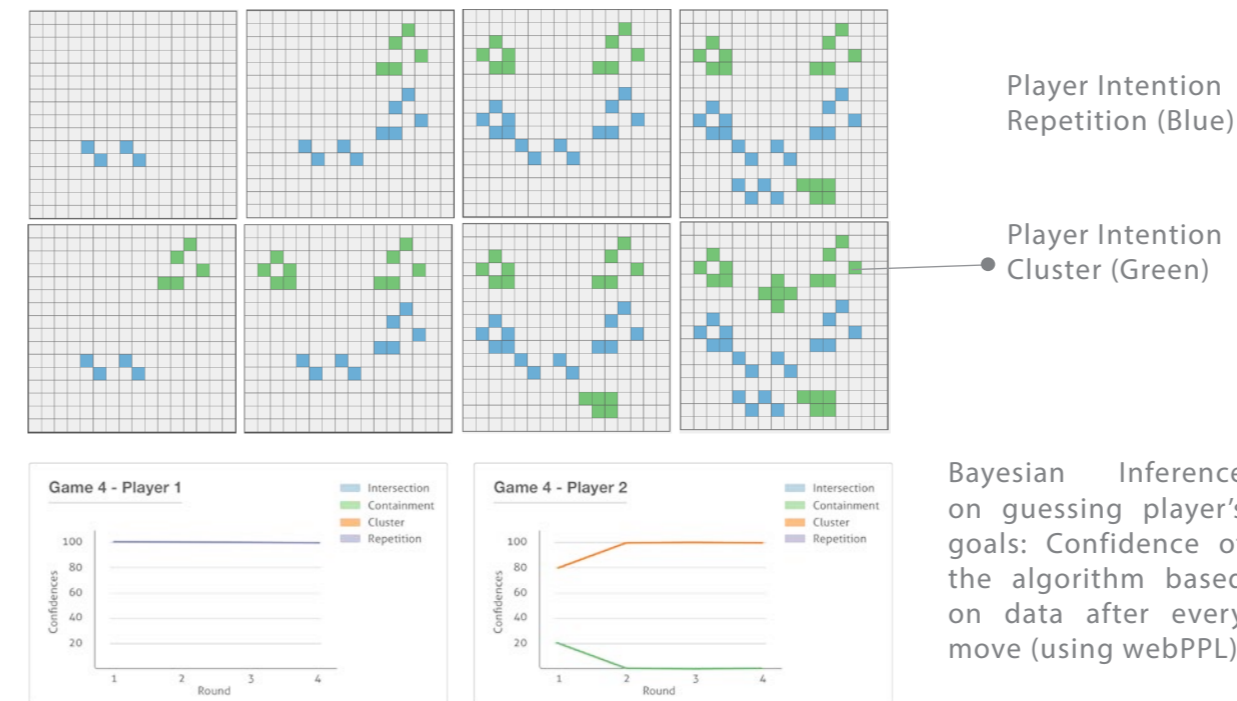 Player Intention
Repetition (Blue)
Player Intention
Cluster (Green)
Game 4 - Player 1
Intersection
Containment
Cluster
Repetition
100
80
60
40
20
Confidences
1 2 3 4
Round
Game 4 - Player 2
Intersection
Containment
Cluster
Repetition
100
80
60
40
20
Confidences
1 2 3 4
Round
Bayesian Inference
on guessing player's
goals: Confidence of
the algorithm based
on data after every
move (using webPPL)